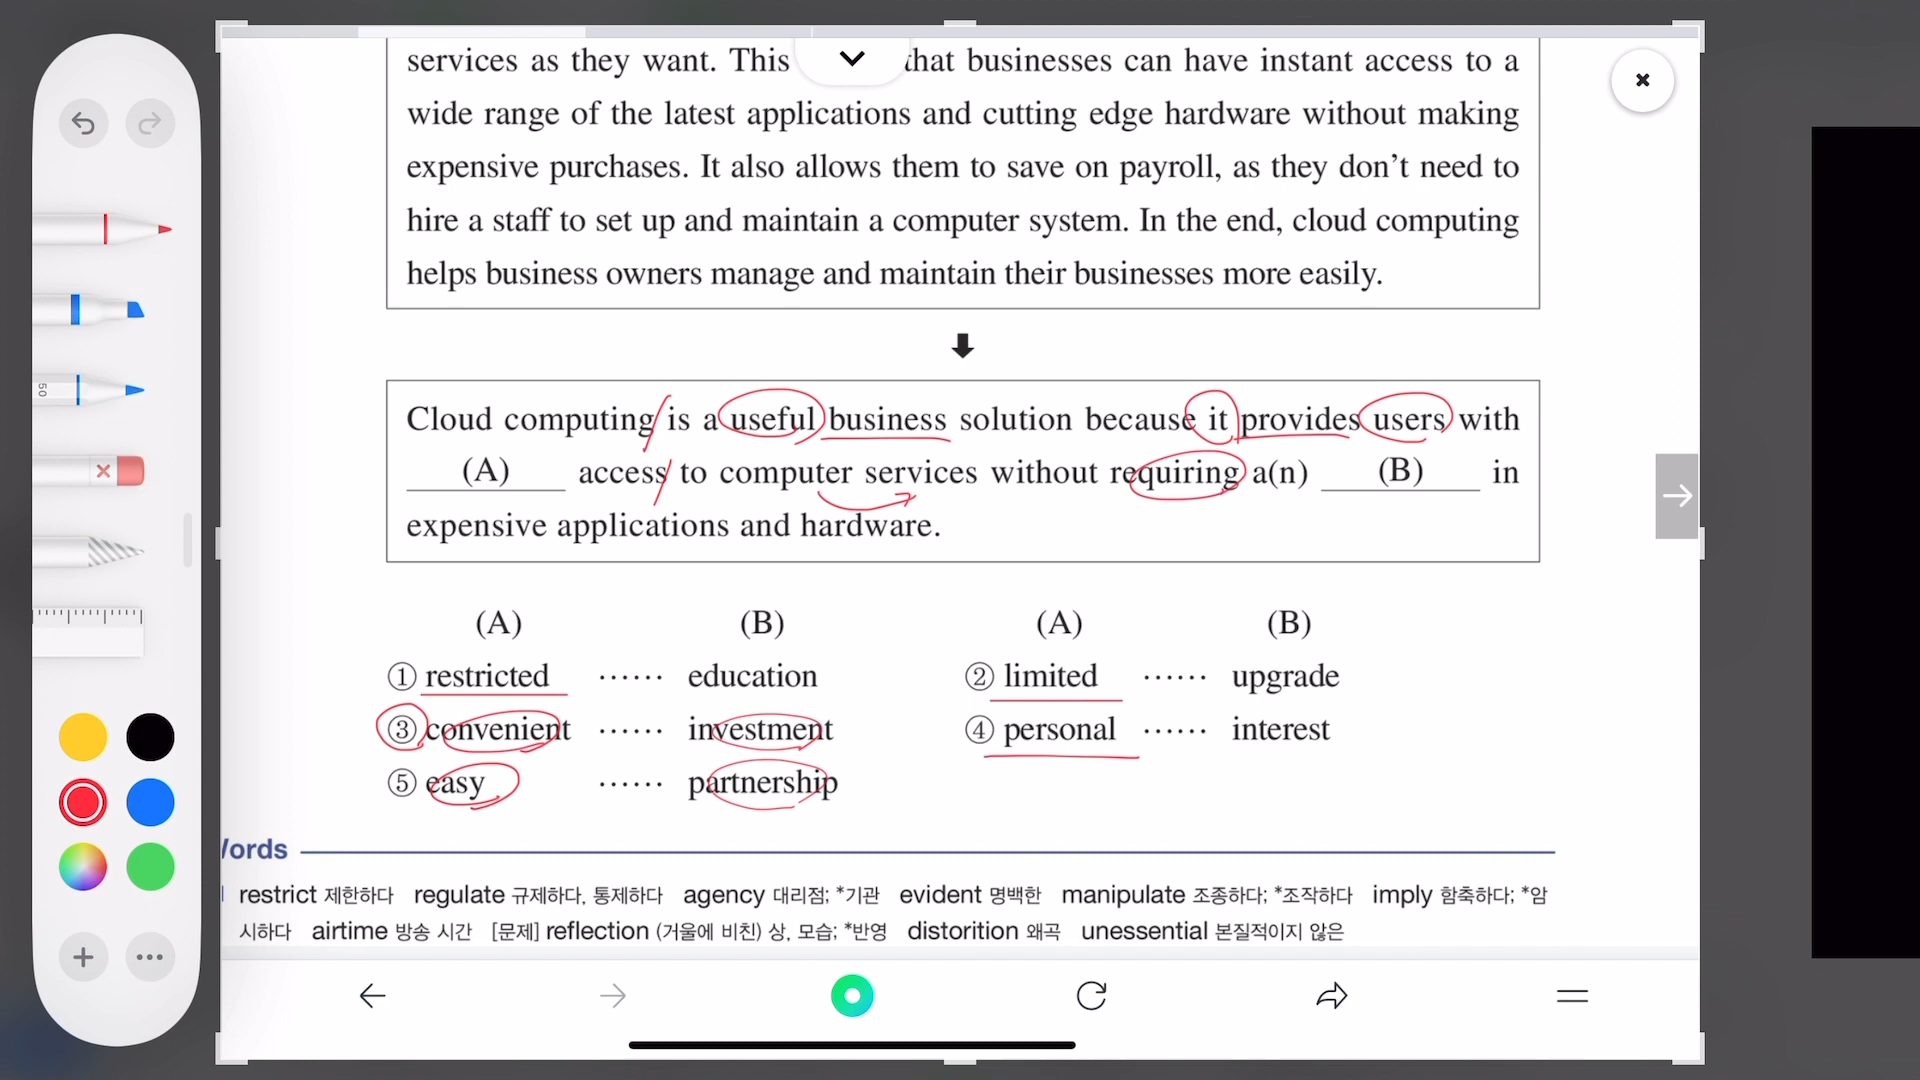 services as they want. This that businesses can have instant access to a
wide range of the latest applications and cutting edge hardware without making
expensive purchases. It also allows them to save on payroll, as they don't need to
hire a staff to set up and maintain a computer system. In the end, cloud computing
helps business owners manage and maintain their businesses more easily.
Cloud computing is a useful business solution because it provides users with
(A) access to computer services without requiring a(n) (B) in
expensive applications and hardware.
(A) (B) (A) (B)
① restricted ······ education ② limited ······ upgrade
③ convenient ······ investment ④ personal ······ interest
⑤ easy ······ partnership
ords
restrict 제한하다 regulate 규제하다, 통제하다 agency 대리점; *기관 evident 명백한 manipulate 조종하다; *조작하다 imply 함축하다; *암
시하다 airtime 방송 시간 [문제] reflection (거울에 비친) 상, 모습; *반영 distorition 왜곡 unessential 본질적이지 않은
50